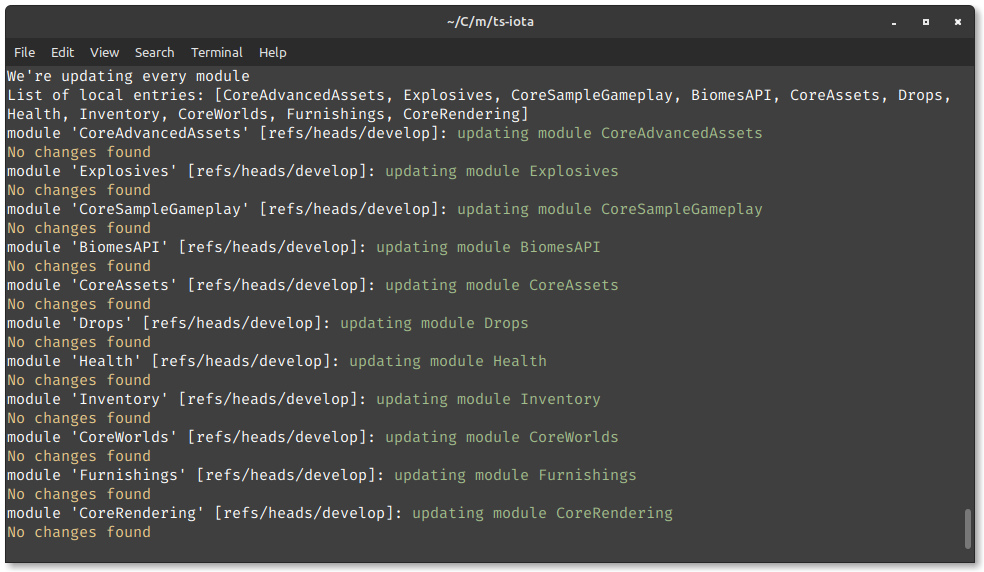 ~/C/m/ts-iota
File Edit View Search Terminal Help
We're updating every module
List of local entries: [CoreAdvancedAssets, Explosives, CoreSampleGameplay, BiomesAPI, CoreAssets, Drops,
Health, Inventory, CoreWorlds, Furnishings, CoreRendering]
module 'CoreAdvancedAssets' [refs/heads/develop]: updating module CoreAdvancedAssets
No changes found
module 'Explosives' [refs/heads/develop]: updating module Explosives
No changes found
module 'CoreSampleGameplay' [refs/heads/develop]: updating module CoreSampleGameplay
No changes found
module 'BiomesAPI' [refs/heads/develop]: updating module BiomesAPI
No changes found
module 'CoreAssets' [refs/heads/develop]: updating module CoreAssets
No changes found
module 'Drops' [refs/heads/develop]: updating module Drops
No changes found
module 'Health' [refs/heads/develop]: updating module Health
No changes found
module 'Inventory' [refs/heads/develop]: updating module Inventory
No changes found
module 'CoreWorlds' [refs/heads/develop]: updating module CoreWorlds
No changes found
module 'Furnishings' [refs/heads/develop]: updating module Furnishings
No changes found
module 'CoreRendering' [refs/heads/develop]: updating module CoreRendering
No changes found